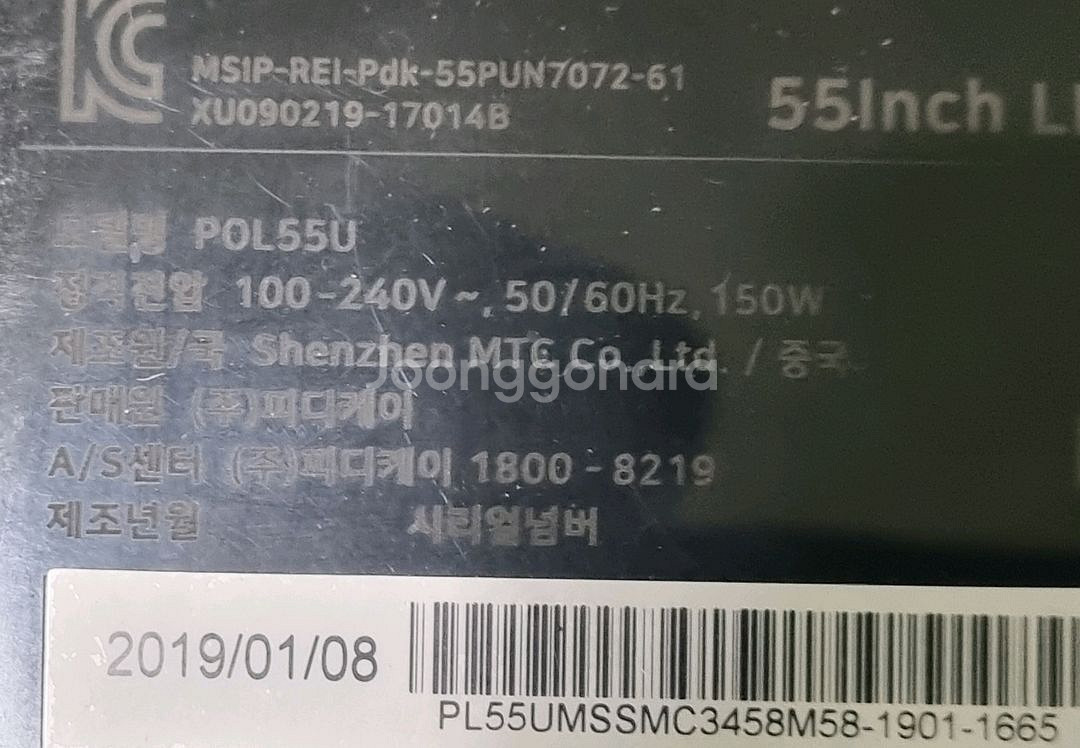 KC
MSIP-REI-Pdk-55PUN7072-61
XU090219-17014B
55Inch
모델명 POL55U
정격전압 100-240V~, 50/60Hz, 150W
제조원/국 Shenzhen MTC Co., Ltd. / 중국
Joonggonara
판매원 (주)피디케이
A/S센터 (주)피디케이 1800-8219
제조년월 시리얼넘버
2019/01/08
PL55UMSSMC3458M58-1901-1665